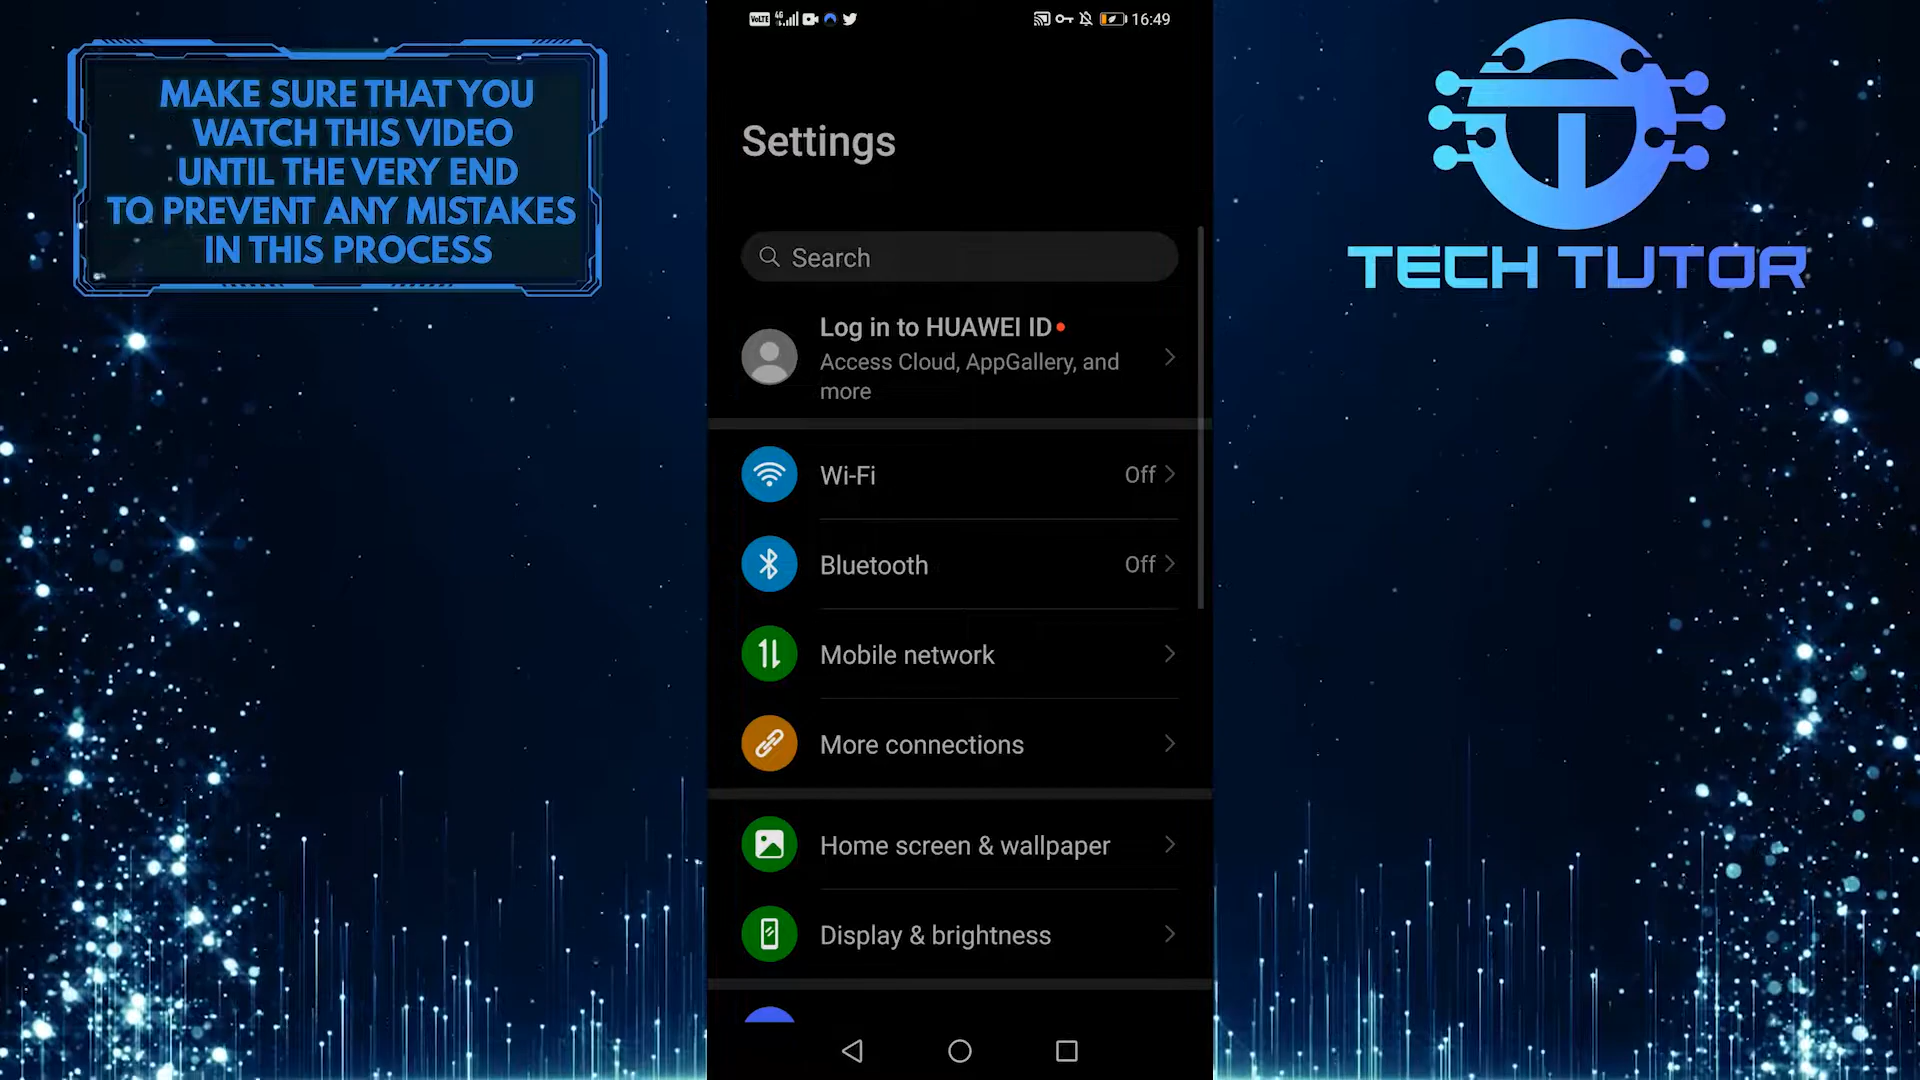 MAKE SURE THAT YOU
WATCH THIS VIDEO
UNTIL THE VERY END
TO PREVENT ANY MISTAKES
IN THIS PROCESS
VoLTE 4G 16:49
Settings
Search
Log in to HUAWEI ID
Access Cloud, AppGallery, and
more
Wi-Fi Off
Bluetooth Off
Mobile network
More connections
Home screen & wallpaper
Display & brightness
TECH TUTOR